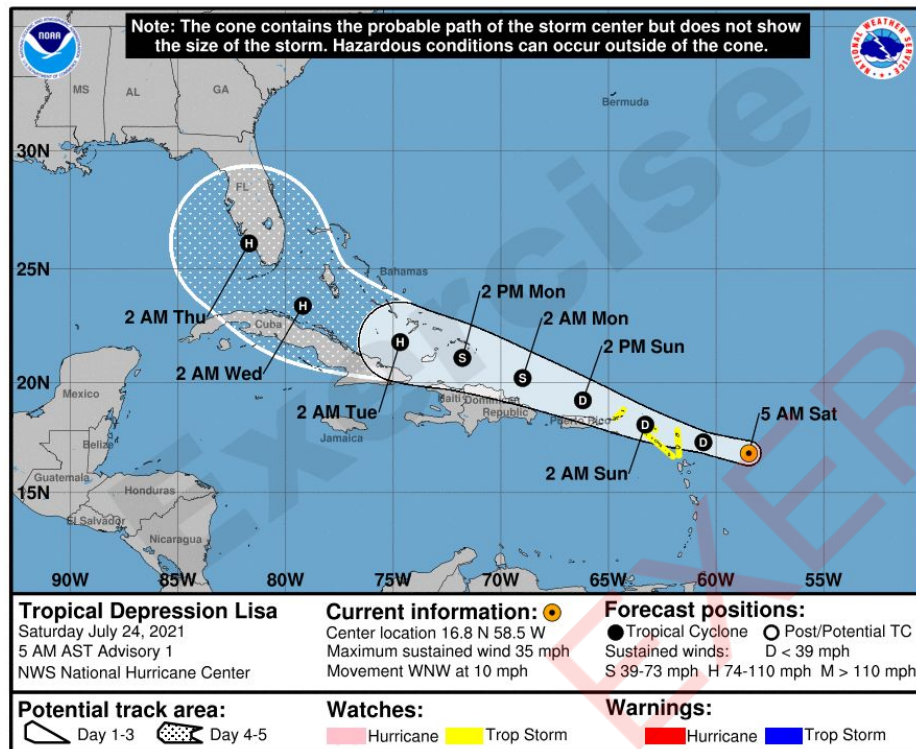 Note: The cone contains the probable path of the storm center but does not show
the size of the storm. Hazardous conditions can occur outside of the cone.
NOAA
NATIONAL WEATHER SERVICE
MS
AL
GA
Bermuda
30N
FL
25N
Bahamas
2 PM Mon
2 AM Thu
Cuba
2 AM Mon
2 AM Wed
2 PM Sun
20N
Mexico
2 AM Tue
Haiti
Dominican
Republic
Puerto Rico
5 AM Sat
Jamaica
Belize
2 AM Sun
Guatemala
15N
Honduras
El Salvador
Nicaragua
H
H
H
S
S
D
D
D
Exercise
EXER
90W 85W 80W 75W 70W 65W 60W 55W
Tropical Depression Lisa
Saturday July 24, 2021
5 AM AST Advisory 1
NWS National Hurricane Center
Current information:
Center location 16.8 N 58.5 W
Maximum sustained wind 35 mph
Movement WNW at 10 mph
Forecast positions:
Tropical Cyclone Post/Potential TC
Sustained winds: D < 39 mph
S 39-73 mph H 74-110 mph M > 110 mph
Potential track area:
Day 1-3 Day 4-5
Watches:
Hurricane Trop Storm
Warnings:
Hurricane Trop Storm